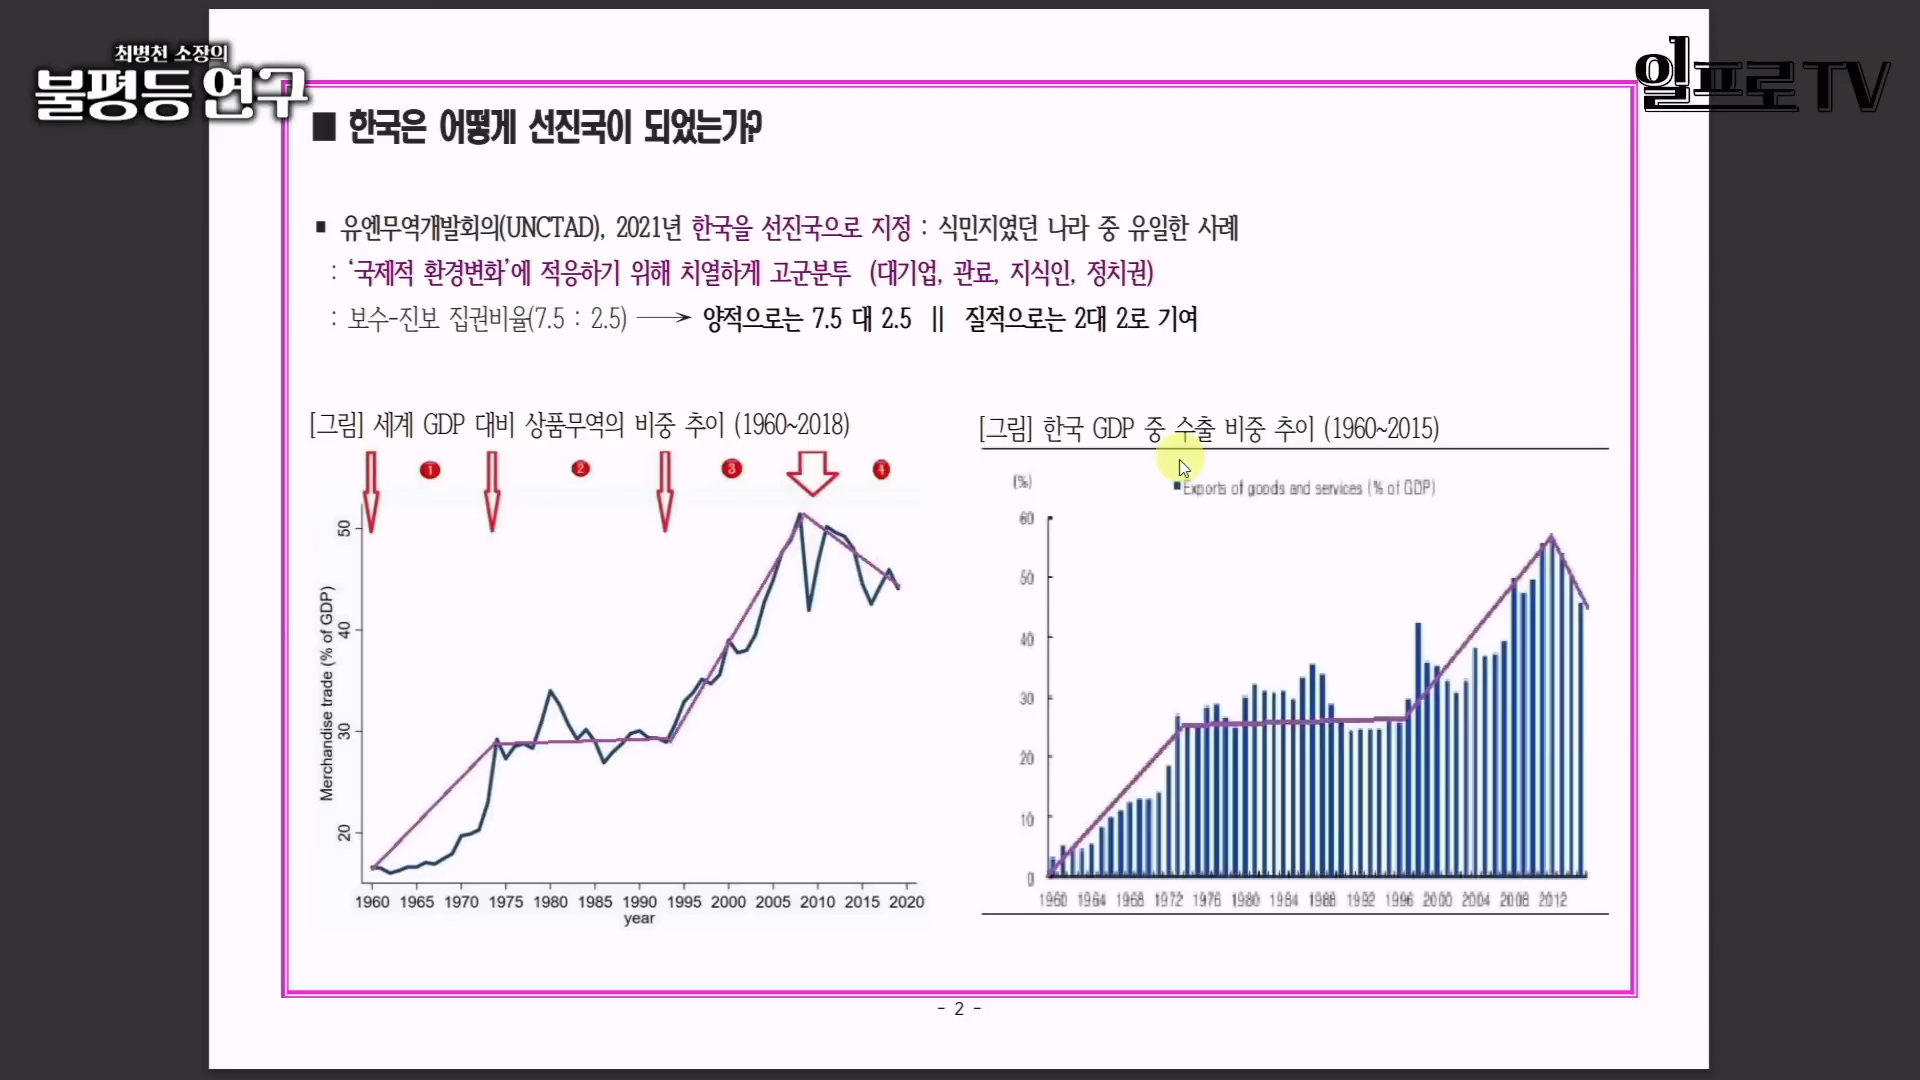 최병천 소장의
불평등 연구
일프로TV
■ 한국은 어떻게 선진국이 되었는가?
▪ 유엔무역개발회의(UNCTAD), 2021년 한국을 선진국으로 지정 : 식민지였던 나라 중 유일한 사례
: ‘국제적 환경변화’에 적응하기 위해 치열하게 고군분투 (대기업, 관료, 지식인, 정치권)
: 보수-진보 집권비율(7.5 : 2.5) ──→ 양적으로는 7.5 대 2.5 || 질적으로는 2대 2로 기여
[그림] 세계 GDP 대비 상품무역의 비중 추이 (1960~2018)
❶ ❷ ❸ ❹
Merchandise trade (% of GDP)
50
40
30
20
1960 1965 1970 1975 1980 1985 1990 1995 2000 2005 2010 2015 2020
year
[그림] 한국 GDP 중 수출 비중 추이 (1960~2015)
(%)
Exports of goods and services (% of GDP)
60
50
40
30
20
10
0
1960 1964 1968 1972 1976 1980 1984 1988 1992 1996 2000 2004 2008 2012
- 2 -